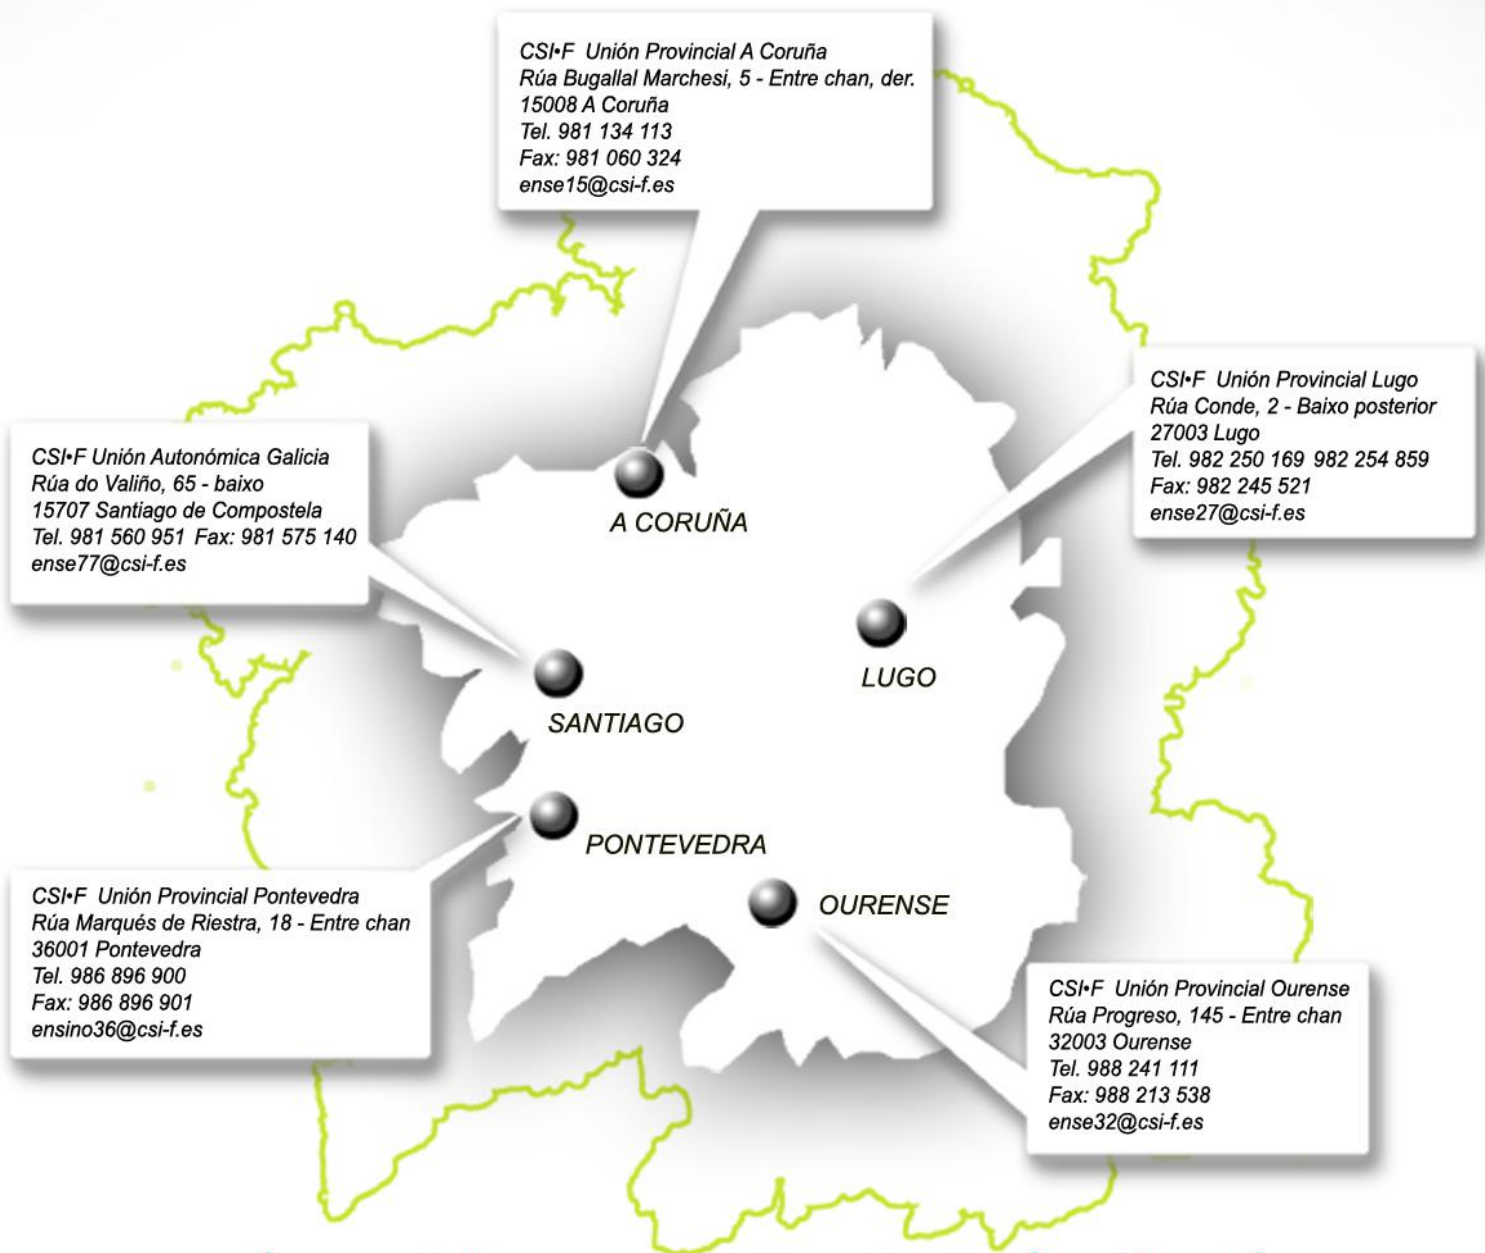 CSI•F Unión Provincial A Coruña
Rúa Bugallal Marchesi, 5 - Entre chan, der.
15008 A Coruña
Tel. 981 134 113
Fax: 981 060 324
ense15@csi-f.es
CSI•F Unión Provincial Lugo
Rúa Conde, 2 - Baixo posterior
27003 Lugo
Tel. 982 250 169 982 254 859
Fax: 982 245 521
ense27@csi-f.es
CSI•F Unión Autonómica Galicia
Rúa do Valiño, 65 - baixo
15707 Santiago de Compostela
Tel. 981 560 951 Fax: 981 575 140
ense77@csi-f.es
A CORUÑA
LUGO
SANTIAGO
PONTEVEDRA
OURENSE
CSI•F Unión Provincial Pontevedra
Rúa Marqués de Riestra, 18 - Entre chan
36001 Pontevedra
Tel. 986 896 900
Fax: 986 896 901
ensino36@csi-f.es
CSI•F Unión Provincial Ourense
Rúa Progreso, 145 - Entre chan
32003 Ourense
Tel. 988 241 111
Fax: 988 213 538
ense32@csi-f.es